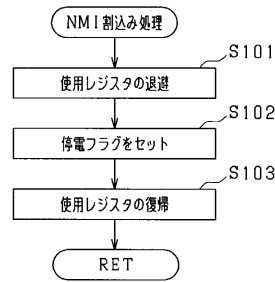 NMI割込み処理
S101
使用レジスタの退避
S102
停電フラグをセット
S103
使用レジスタの復帰
RET